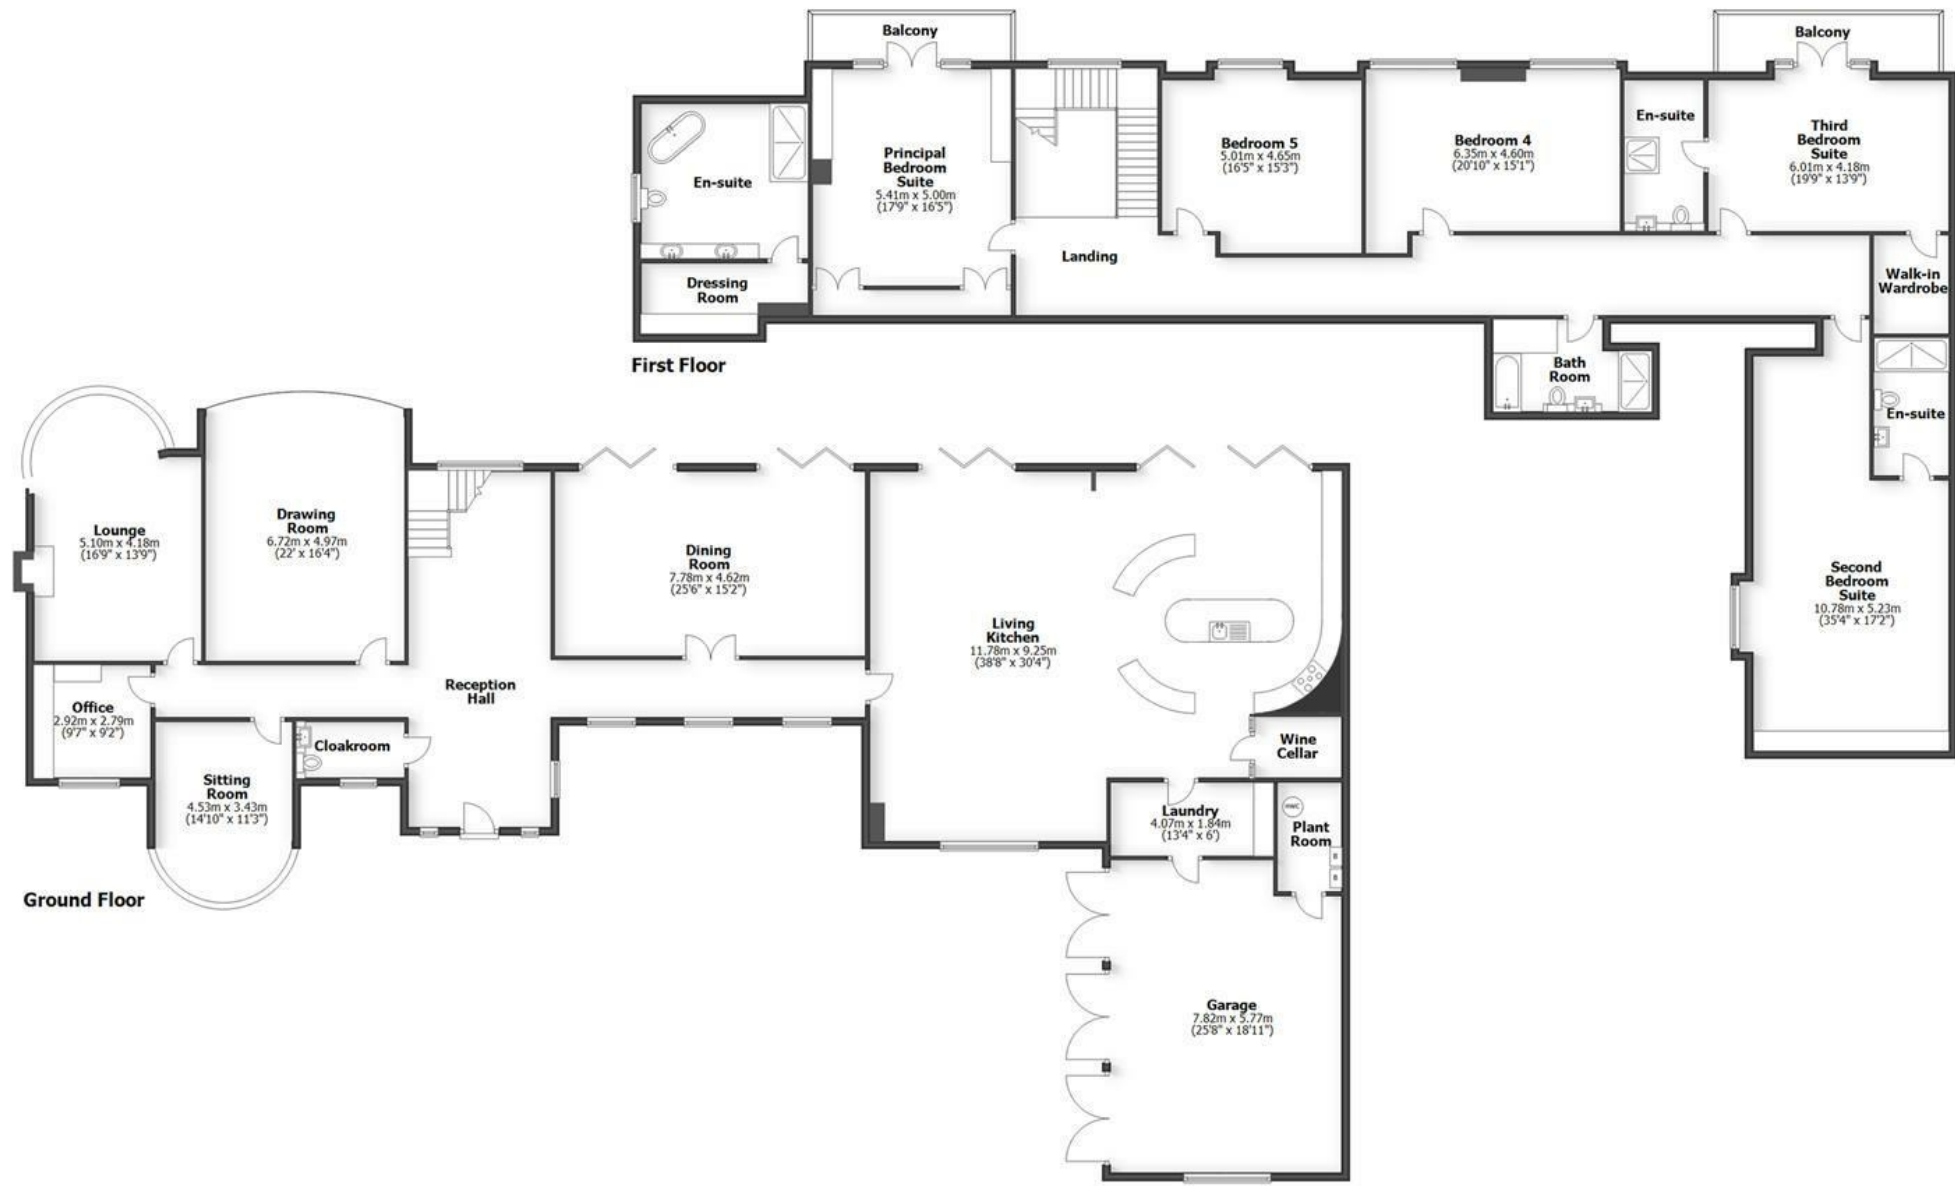 Balcony
Balcony
En-suite
Principal
Bedroom
Suite
5.41m x 5.00m
(17'9" x 16'5")
Bedroom 5
5.01m x 4.65m
(16'5" x 15'3")
Bedroom 4
6.35m x 4.60m
(20'10" x 15'1")
En-suite
Third
Bedroom
Suite
6.01m x 4.18m
(19'9" x 13'9")
Dressing
Room
Landing
Walk-in
Wardrobe
First Floor
Bath
Room
En-suite
Second
Bedroom
Suite
10.78m x 5.23m
(35'4" x 17'2")
Lounge
5.10m x 4.18m
(16'9" x 13'9")
Drawing
Room
6.72m x 4.97m
(22' x 16'4")
Dining
Room
7.78m x 4.62m
(25'6" x 15'2")
Living
Kitchen
11.78m x 9.25m
(38'8" x 30'4")
Reception
Hall
Office
2.92m x 2.79m
(9'7" x 9'2")
Cloakroom
Sitting
Room
4.53m x 3.43m
(14'10" x 11'3")
Wine
Cellar
Laundry
4.07m x 1.84m
(13'4" x 6')
HWC
Plant
Room
B
B
Ground Floor
Garage
7.82m x 5.77m
(25'8" x 18'11")